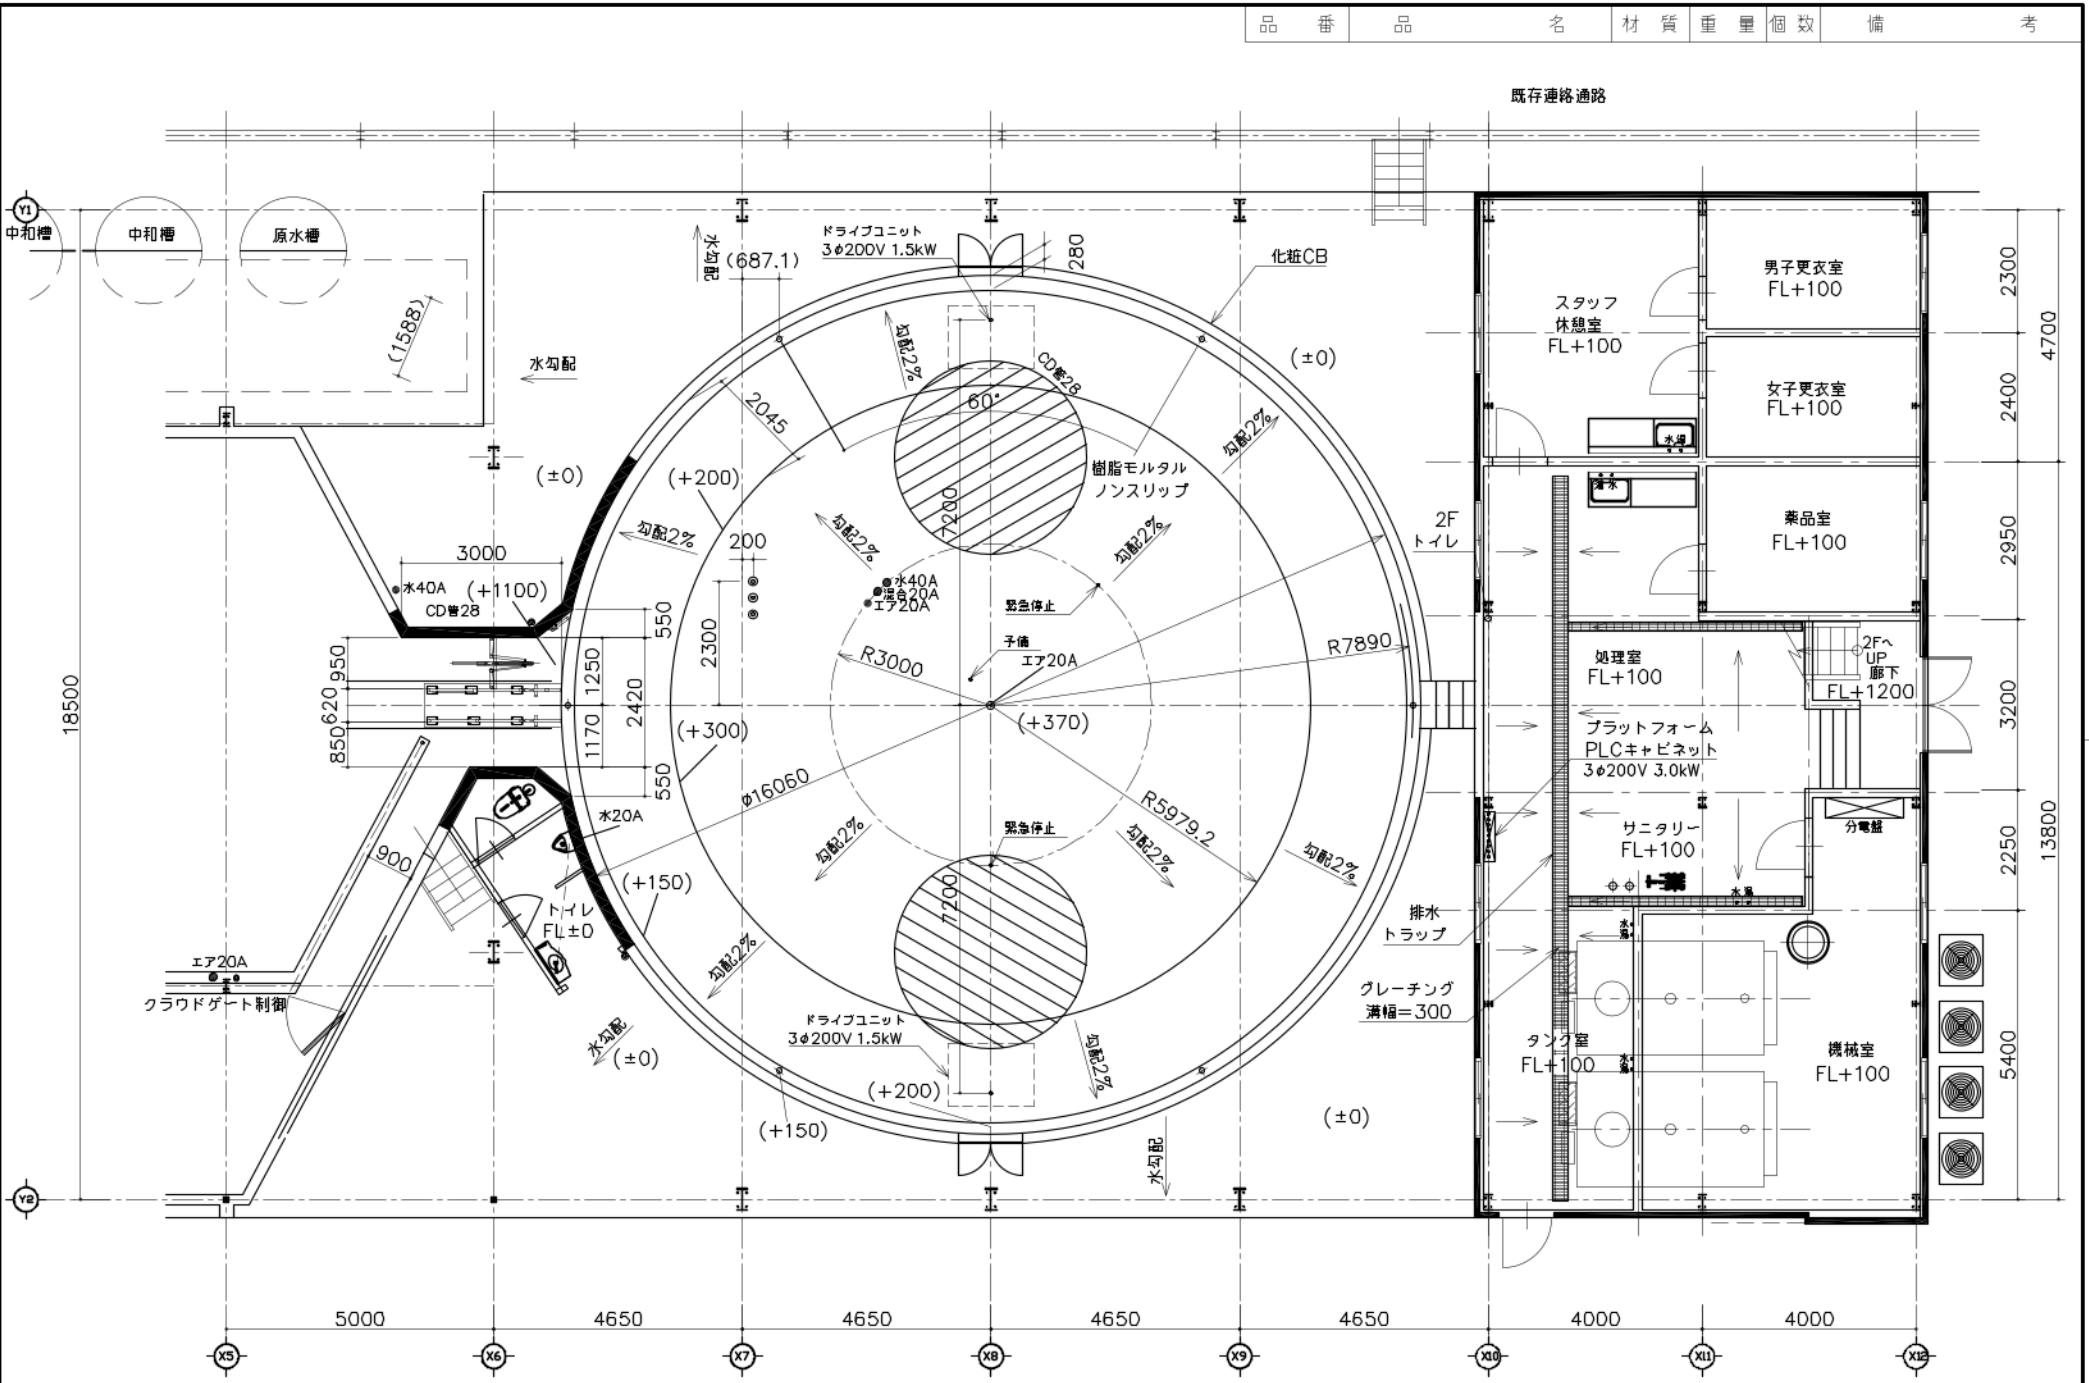 品番 品名 材質 重量 個数 備考
既存連絡通路
Y1
中和槽
中和槽
原水槽
(1588)
水勾配
水勾配
(687.1)
ドライブユニット
3φ200V 1.5kW
280
化粧CB
(±0)
スタッフ
休憩室
FL+100
男子更衣室
FL+100
女子更衣室
FL+100
2300
2400
4700
勾配2%
CD管28
60°
2045
勾配2%
(±0)
(+200)
勾配2%
7200
樹脂モルタル
ノンスリップ
勾配2%
勾配2%
水湯
湯水
薬品室
FL+100
2950
2F
トイレ
3000
水40A
CD管28
(+1100)
200
水40A
混合20A
エア20A
緊急停止
予備
エア20A
550
2300
R3000
R7890
950
620
850
1250
1170
2420
550
18500
(+300)
(+370)
処理室
FL+100
2Fへ
UP
廊下
FL+1200
3200
プラットフォーム
PLCキャビネット
3φ200V 3.0kW
φ16060
R5979.2
水20A
緊急停止
勾配2%
勾配2%
勾配2%
サニタリー
FL+100
分電盤
2250
13800
900
(+150)
7200
トイレ
FL±0
水湯
排水
トラップ
勾配2%
エア20A
クラウドゲート制御
グレーチング
溝幅=300
水湯
水勾配
(±0)
ドライブユニット
3φ200V 1.5kW
勾配2%
タンク室
FL+100
水湯
機械室
FL+100
5400
(+200)
(+150)
(±0)
水勾配
Y2
5000 4650 4650 4650 4650 4000 4000
X5 X6 X7 X8 X9 X10 X11 X12